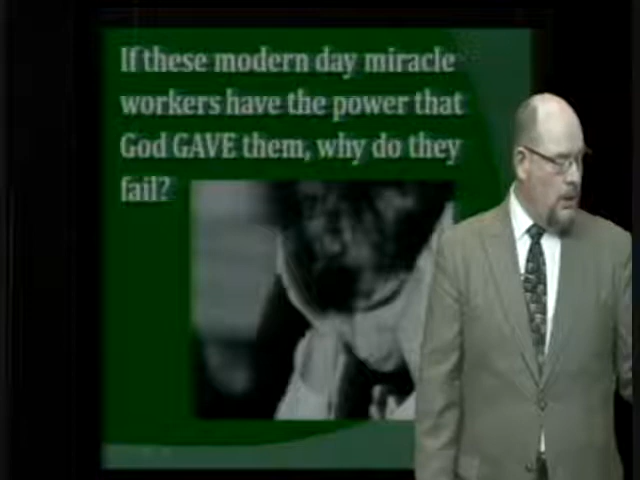 If these modern day miracle
workers have the power that
God GAVE them, why do they
fail?